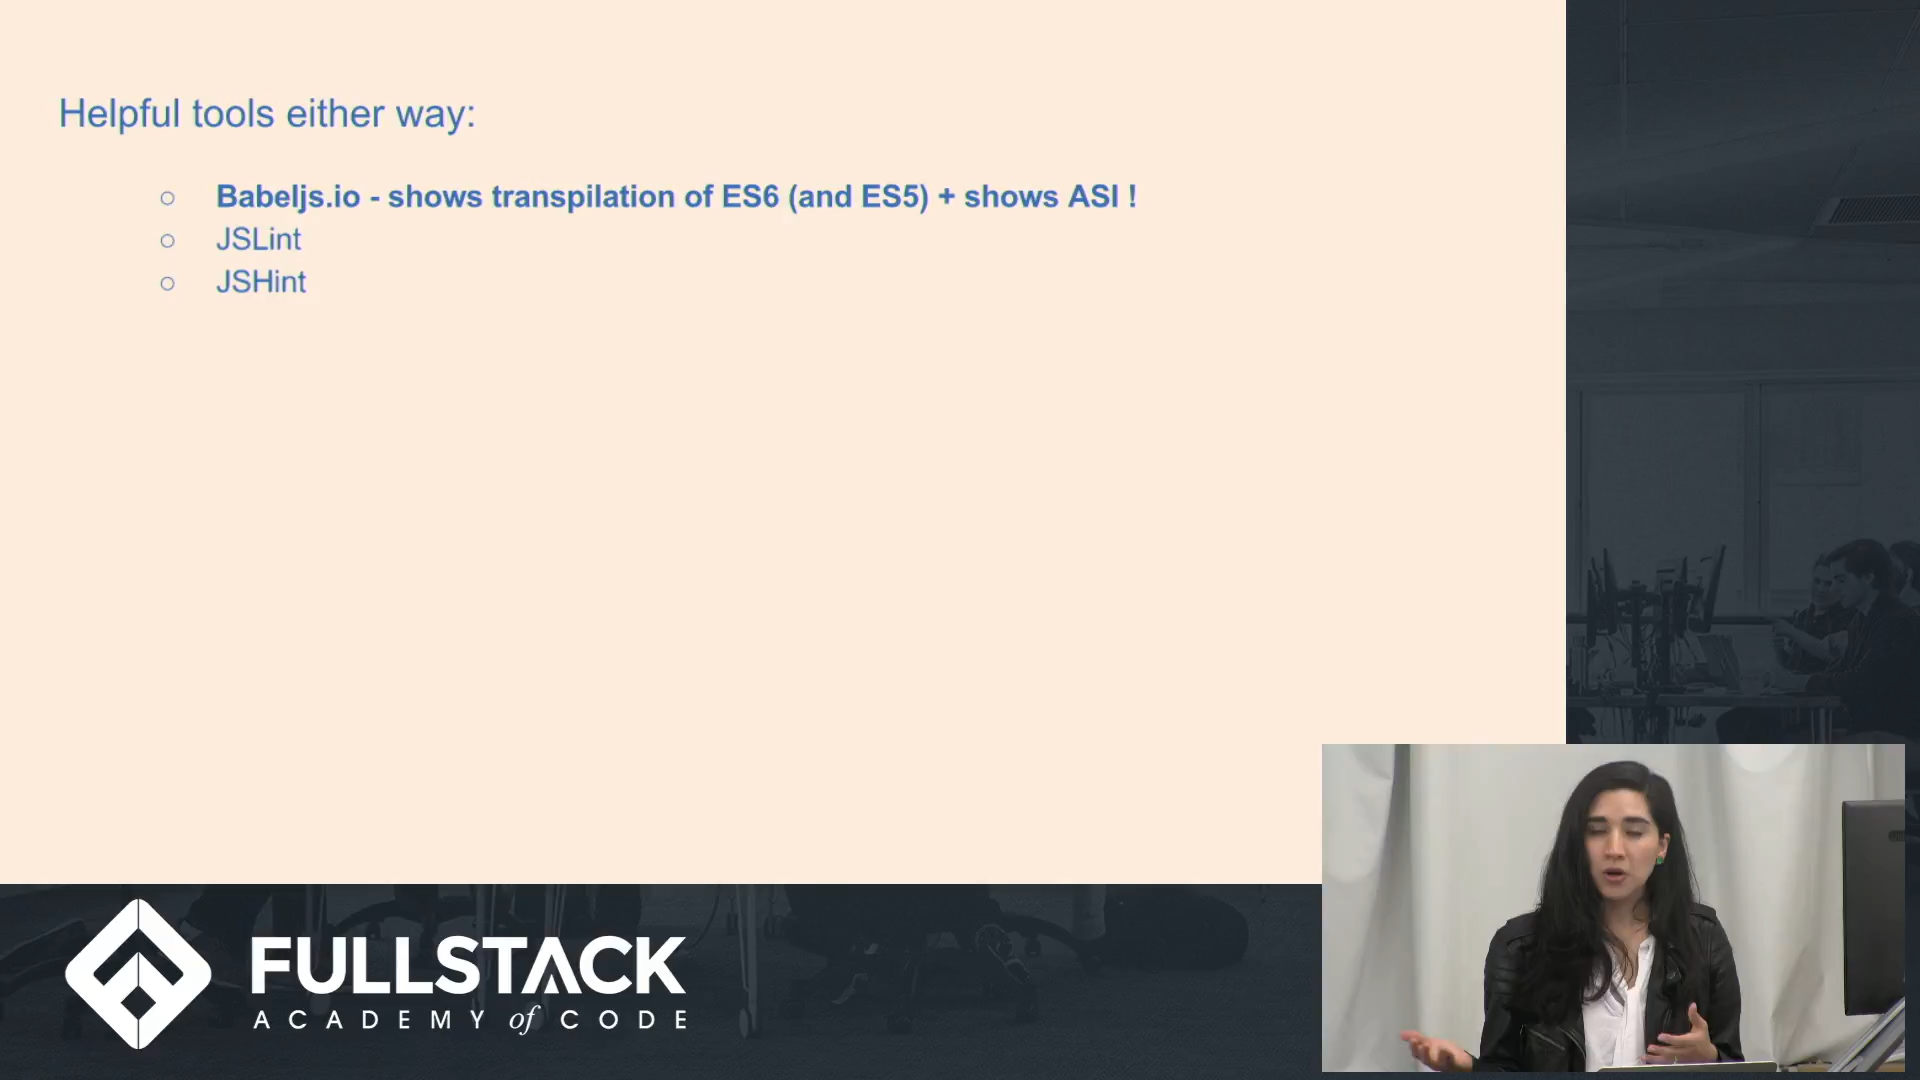 Helpful tools either way:
○ Babeljs.io - shows transpilation of ES6 (and ES5) + shows ASI !
○ JSLint
○ JSHint
FULLSTACK
ACADEMY of CODE